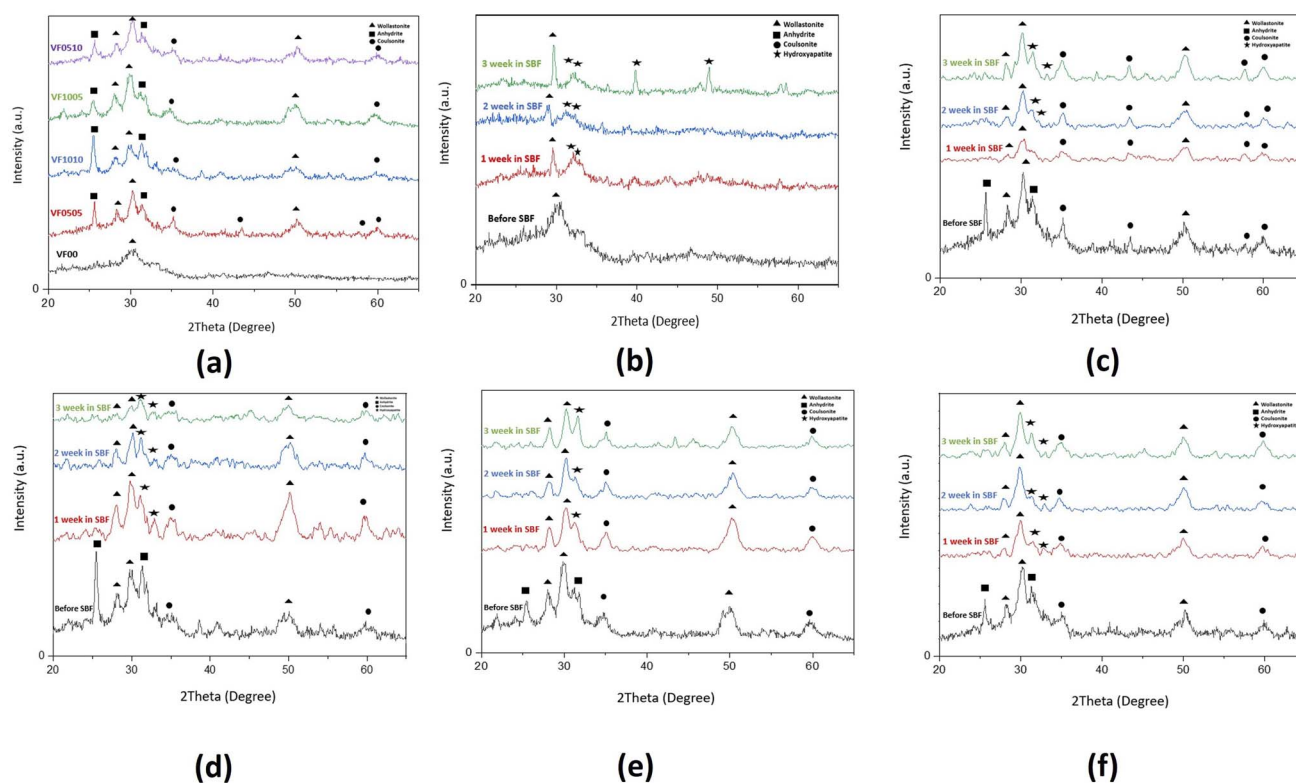 Wollastonite
Anhydrite
Coulsonite
VF0510
VF1005
VF1010
VF0505
VF00
Intensity (a.u.)
0
20 30 40 50 60
2Theta (Degree)
(a)
Wollastonite
Anhydrite
Coulsonite
Hydroxyapatite
3 week in SBF
2 week in SBF
1 week in SBF
Before SBF
Intensity (a.u.)
0
20 30 40 50 60
2Theta (Degree)
(b)
Wollastonite
Anhydrite
Coulsonite
Hydroxyapatite
3 week in SBF
2 week in SBF
1 week in SBF
Before SBF
Intensity (a.u.)
0
20 30 40 50 60
2Theta (Degree)
(c)
Wollastonite
Anhydrite
Coulsonite
Hydroxyapatite
3 week in SBF
2 week in SBF
1 week in SBF
Before SBF
Intensity (a.u.)
0
20 30 40 50 60
2Theta (Degree)
(d)
Wollastonite
Anhydrite
Coulsonite
Hydroxyapatite
3 week in SBF
2 week in SBF
1 week in SBF
Before SBF
Intensity (a.u.)
0
20 30 40 50 60
2Theta (Degree)
(e)
Wollastonite
Anhydrite
Coulsonite
Hydroxyapatite
3 week in SBF
2 week in SBF
1 week in SBF
Before SBF
Intensity (a.u.)
0
20 30 40 50 60
2Theta (Degree)
(f)